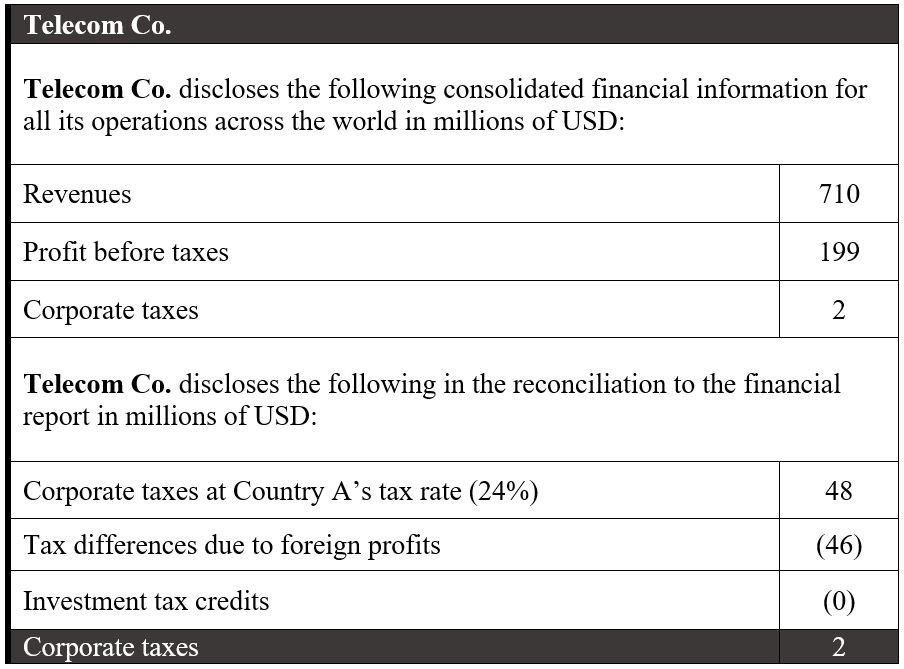 Telecom Co.
Telecom Co. discloses the following consolidated financial information for
all its operations across the world in millions of USD:
Revenues 710
Profit before taxes 199
Corporate taxes 2
Telecom Co. discloses the following in the reconciliation to the financial
report in millions of USD:
Corporate taxes at Country A’s tax rate (24%) 48
Tax differences due to foreign profits (46)
Investment tax credits (0)
Corporate taxes 2